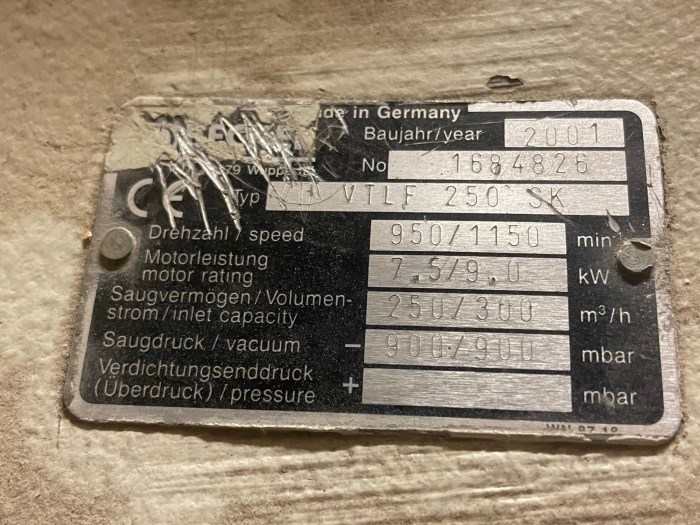 in Germany
Baujahr/year 2001
No 1684826
CE Typ VTLF 250 SK
Drehzahl / speed 950/1150 min
Motorleistung
motor rating 7.5/9.0 kW
Saugvermögen/Volumen-
strom/inlet capacity 250/300 m³/h
Saugdruck / vacuum – 900/900 mbar
Verdichtungsenddruck
(Überdruck) / pressure + mbar